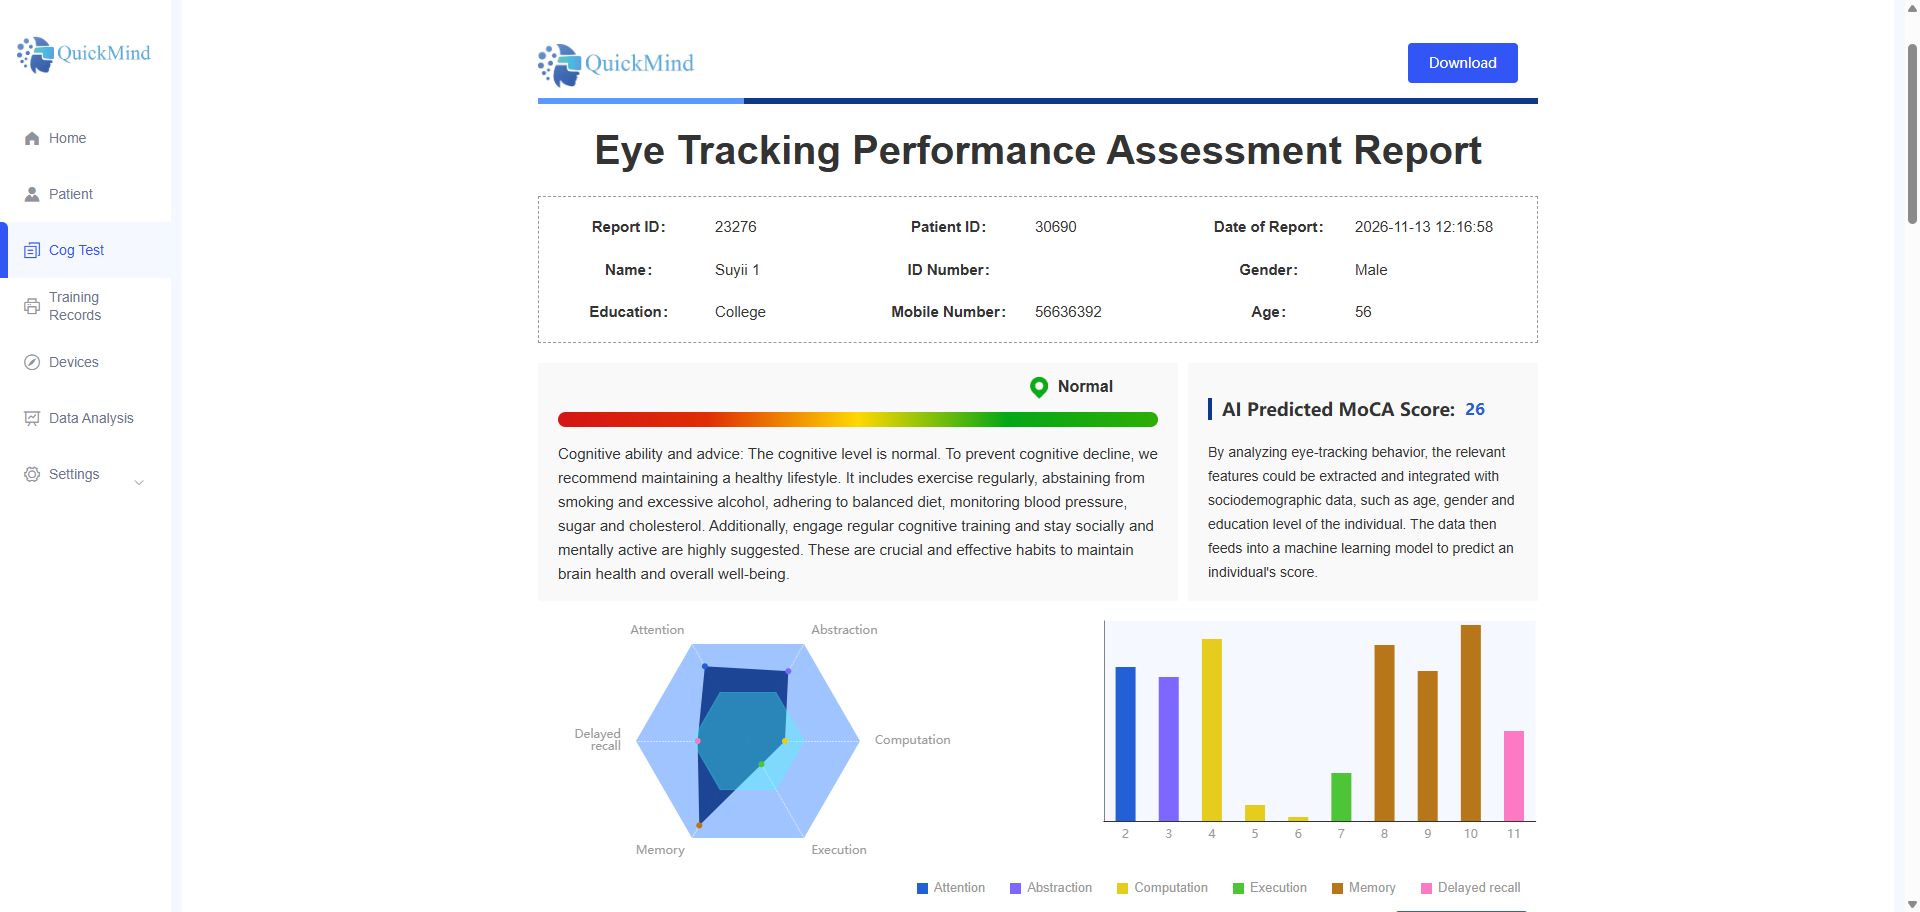 QuickMind
Home
Patient
Cog Test
Training
Records
Devices
Data Analysis
Settings
QuickMind
Download
Eye Tracking Performance Assessment Report
Report ID: 23276 Patient ID: 30690 Date of Report: 2026-11-13 12:16:58
Name: Suyii 1 ID Number: Gender: Male
Education: College Mobile Number: 56636392 Age: 56
Normal
Cognitive ability and advice: The cognitive level is normal. To prevent cognitive decline, we
recommend maintaining a healthy lifestyle. It includes exercise regularly, abstaining from
smoking and excessive alcohol, adhering to balanced diet, monitoring blood pressure,
sugar and cholesterol. Additionally, engage regular cognitive training and stay socially and
mentally active are highly suggested. These are crucial and effective habits to maintain
brain health and overall well-being.
AI Predicted MoCA Score: 26
By analyzing eye-tracking behavior, the relevant
features could be extracted and integrated with
sociodemographic data, such as age, gender and
education level of the individual. The data then
feeds into a machine learning model to predict an
individual's score.
Attention Abstraction
Delayed
recall
Computation
Memory Execution
2 3 4 5 6 7 8 9 10 11
Attention Abstraction Computation Execution Memory Delayed recall